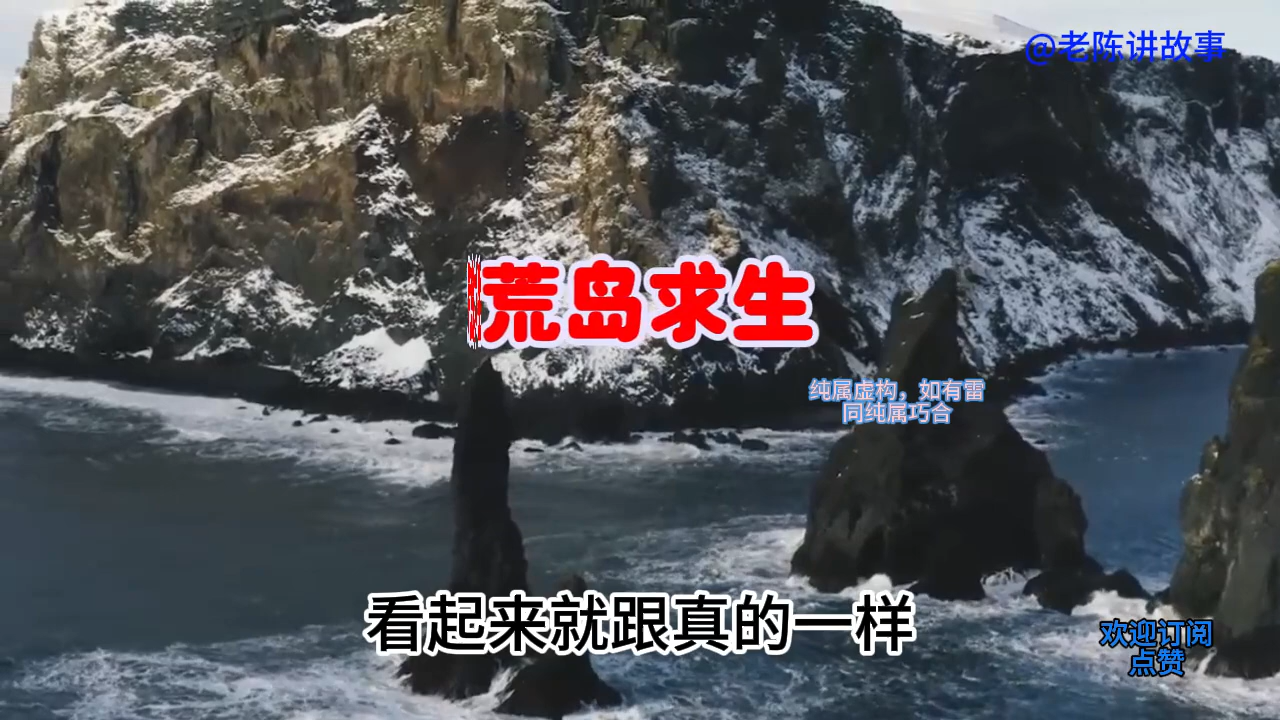 @老陈讲故事
荒岛求生
纯属虚构，如有雷
同纯属巧合
看起来就跟真的一样
欢迎订阅
点赞